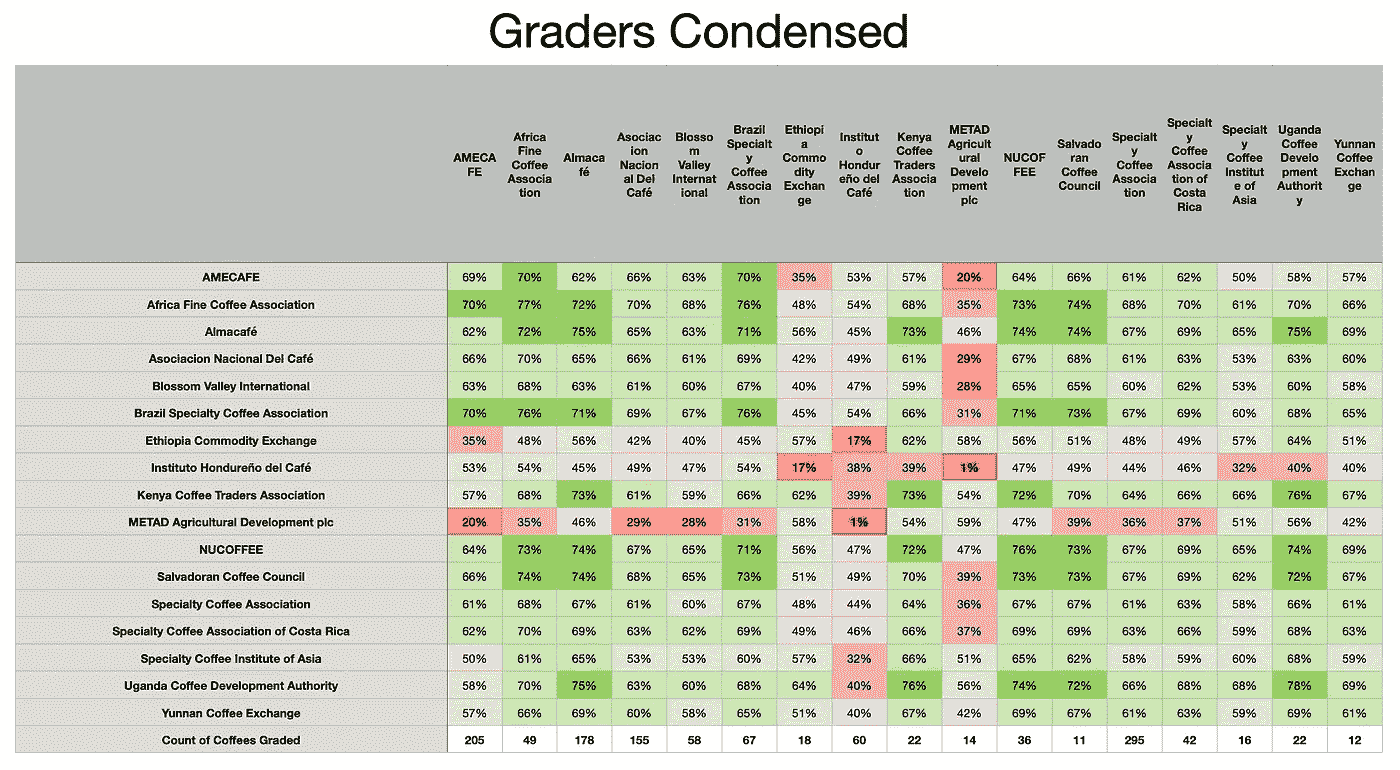 Graders Condensed
AMECAFE Africa Fine Coffee Association Almacafé Asociacion Nacional Del Café Blossom Valley International Brazil Specialty Coffee Association Ethiopia Commodity Exchange Instituto Hondureño del Café Kenya Coffee Traders Association METAD Agricultural Development plc NUCOFFEE Salvadoran Coffee Council Specialty Coffee Association Specialty Coffee Association of Costa Rica Specialty Coffee Institute of Asia Uganda Coffee Development Authority Yunnan Coffee Exchange
AMECAFE 69% 70% 62% 66% 63% 70% 35% 53% 57% 20% 64% 66% 61% 62% 50% 58% 57%
Africa Fine Coffee Association 70% 77% 72% 70% 68% 76% 48% 54% 68% 35% 73% 74% 68% 70% 61% 70% 66%
Almacafé 62% 72% 75% 65% 63% 71% 56% 45% 73% 46% 74% 74% 67% 69% 65% 75% 69%
Asociacion Nacional Del Café 66% 70% 65% 66% 61% 69% 42% 49% 61% 29% 67% 68% 61% 63% 53% 63% 60%
Blossom Valley International 63% 68% 63% 61% 60% 67% 40% 47% 59% 28% 65% 65% 60% 62% 53% 60% 58%
Brazil Specialty Coffee Association 70% 76% 71% 69% 67% 76% 45% 54% 66% 31% 71% 73% 67% 69% 60% 68% 65%
Ethiopia Commodity Exchange 35% 48% 56% 42% 40% 45% 57% 17% 62% 58% 56% 51% 48% 49% 57% 64% 51%
Instituto Hondureño del Café 53% 54% 45% 49% 47% 54% 17% 38% 39% 1% 47% 49% 44% 46% 32% 40% 40%
Kenya Coffee Traders Association 57% 68% 73% 61% 59% 66% 62% 39% 73% 54% 72% 70% 64% 66% 66% 76% 67%
METAD Agricultural Development plc 20% 35% 46% 29% 28% 31% 58% 1% 54% 59% 47% 39% 36% 37% 51% 56% 42%
NUCOFFEE 64% 73% 74% 67% 65% 71% 56% 47% 72% 47% 76% 73% 67% 69% 65% 74% 69%
Salvadoran Coffee Council 66% 74% 74% 68% 65% 73% 51% 49% 70% 39% 73% 73% 67% 69% 62% 72% 67%
Specialty Coffee Association 61% 68% 67% 61% 60% 67% 48% 44% 64% 36% 67% 67% 61% 63% 58% 66% 61%
Specialty Coffee Association of Costa Rica 62% 70% 69% 63% 62% 69% 49% 46% 66% 37% 69% 69% 63% 66% 59% 68% 63%
Specialty Coffee Institute of Asia 50% 61% 65% 53% 53% 60% 57% 32% 66% 51% 65% 62% 58% 59% 60% 68% 59%
Uganda Coffee Development Authority 58% 70% 75% 63% 60% 68% 64% 40% 76% 56% 74% 72% 66% 68% 68% 78% 69%
Yunnan Coffee Exchange 57% 66% 69% 60% 58% 65% 51% 40% 67% 42% 69% 67% 61% 63% 59% 69% 61%
Count of Coffees Graded 205 49 178 155 58 67 18 60 22 14 36 11 295 42 16 22 12